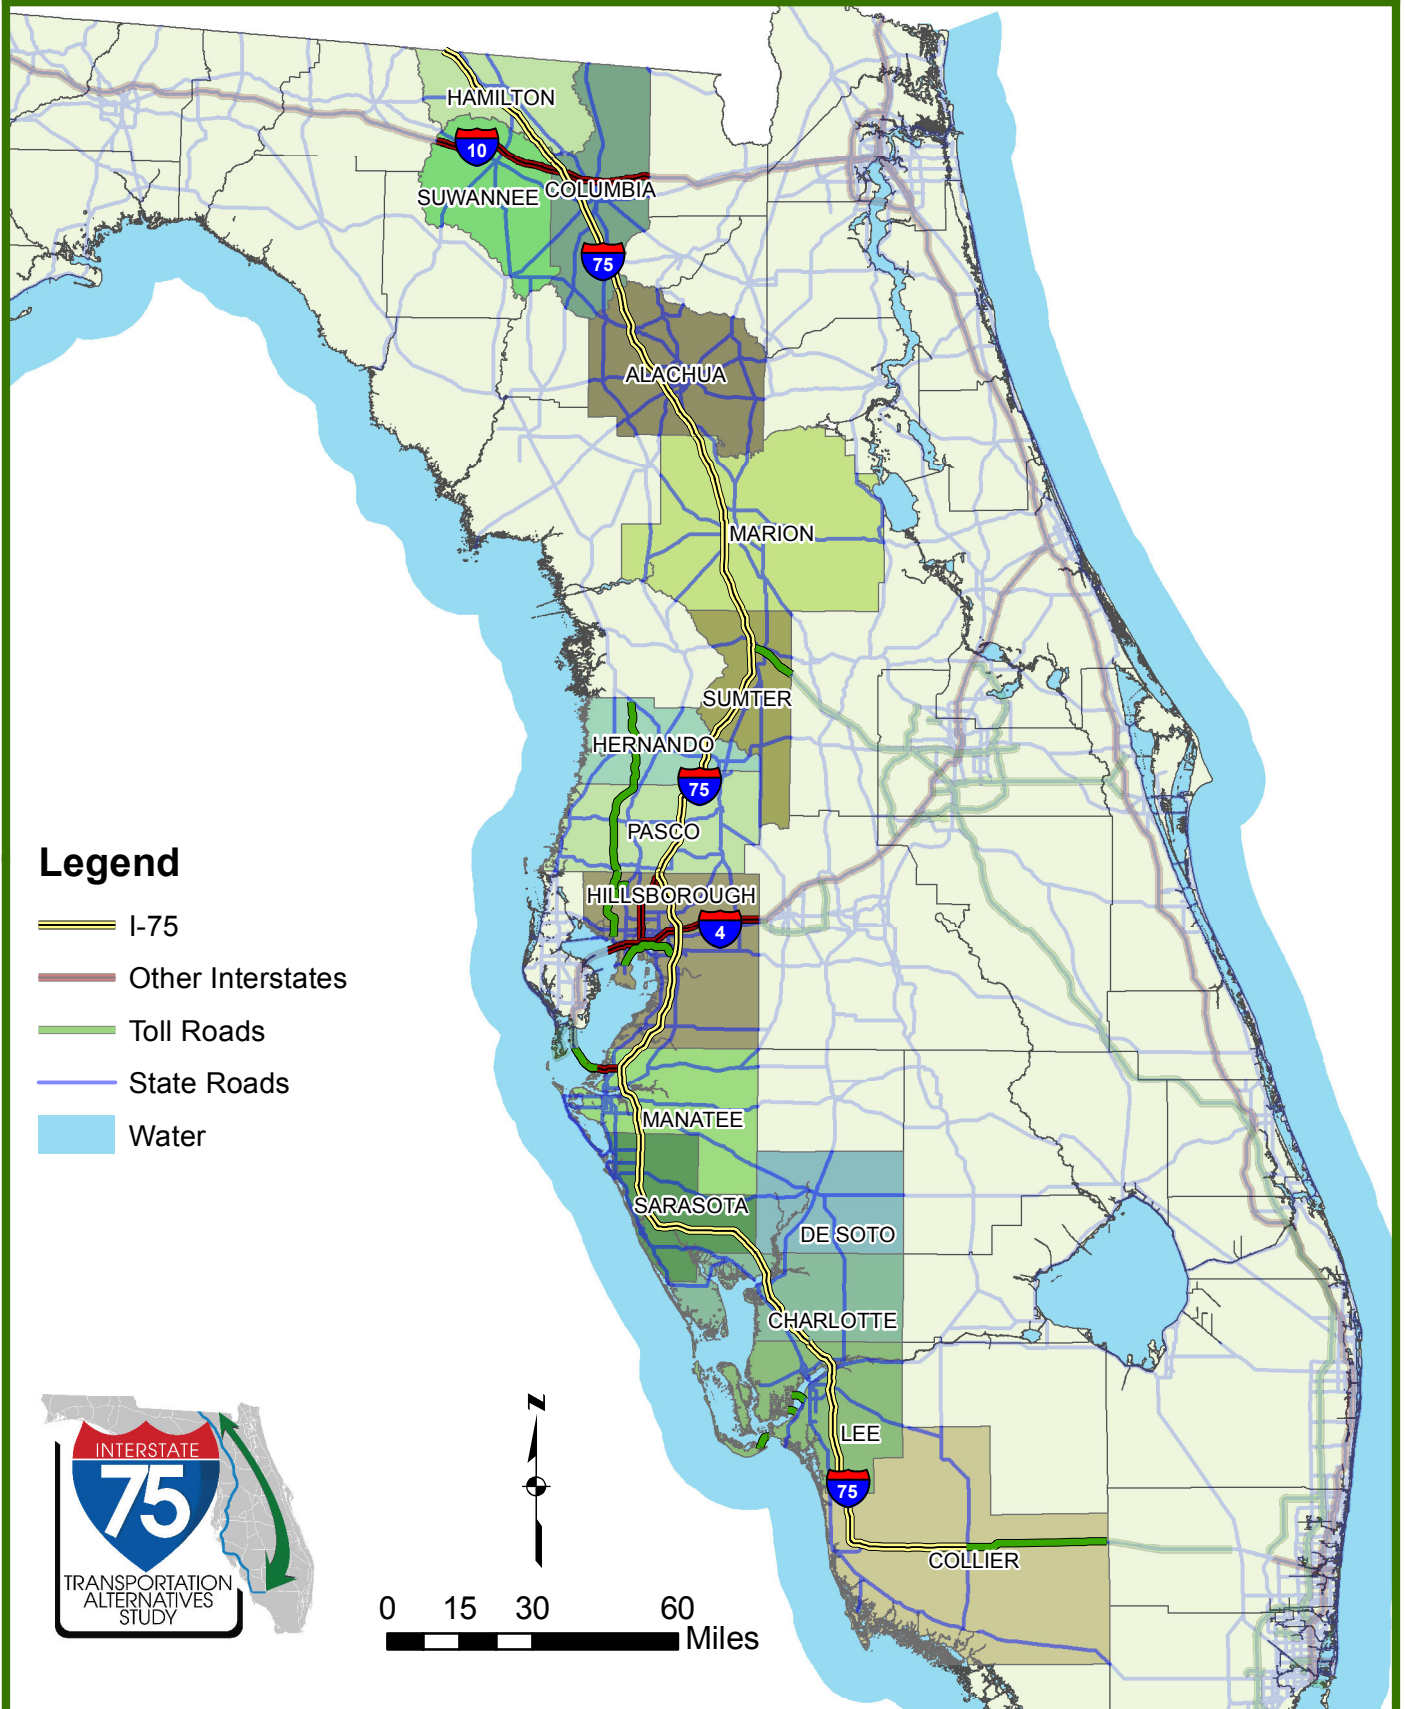 HAMILTON
10
SUWANNEE
COLUMBIA
75
ALACHUA
MARION
SUMTER
HERNANDO
75
PASCO
HILLSBOROUGH
4
MANATEE
SARASOTA
DE SOTO
CHARLOTTE
LEE
75
COLLIER
Legend
I-75
Other Interstates
Toll Roads
State Roads
Water
INTERSTATE
75
TRANSPORTATION
ALTERNATIVES
STUDY
N
0 15 30 60
Miles